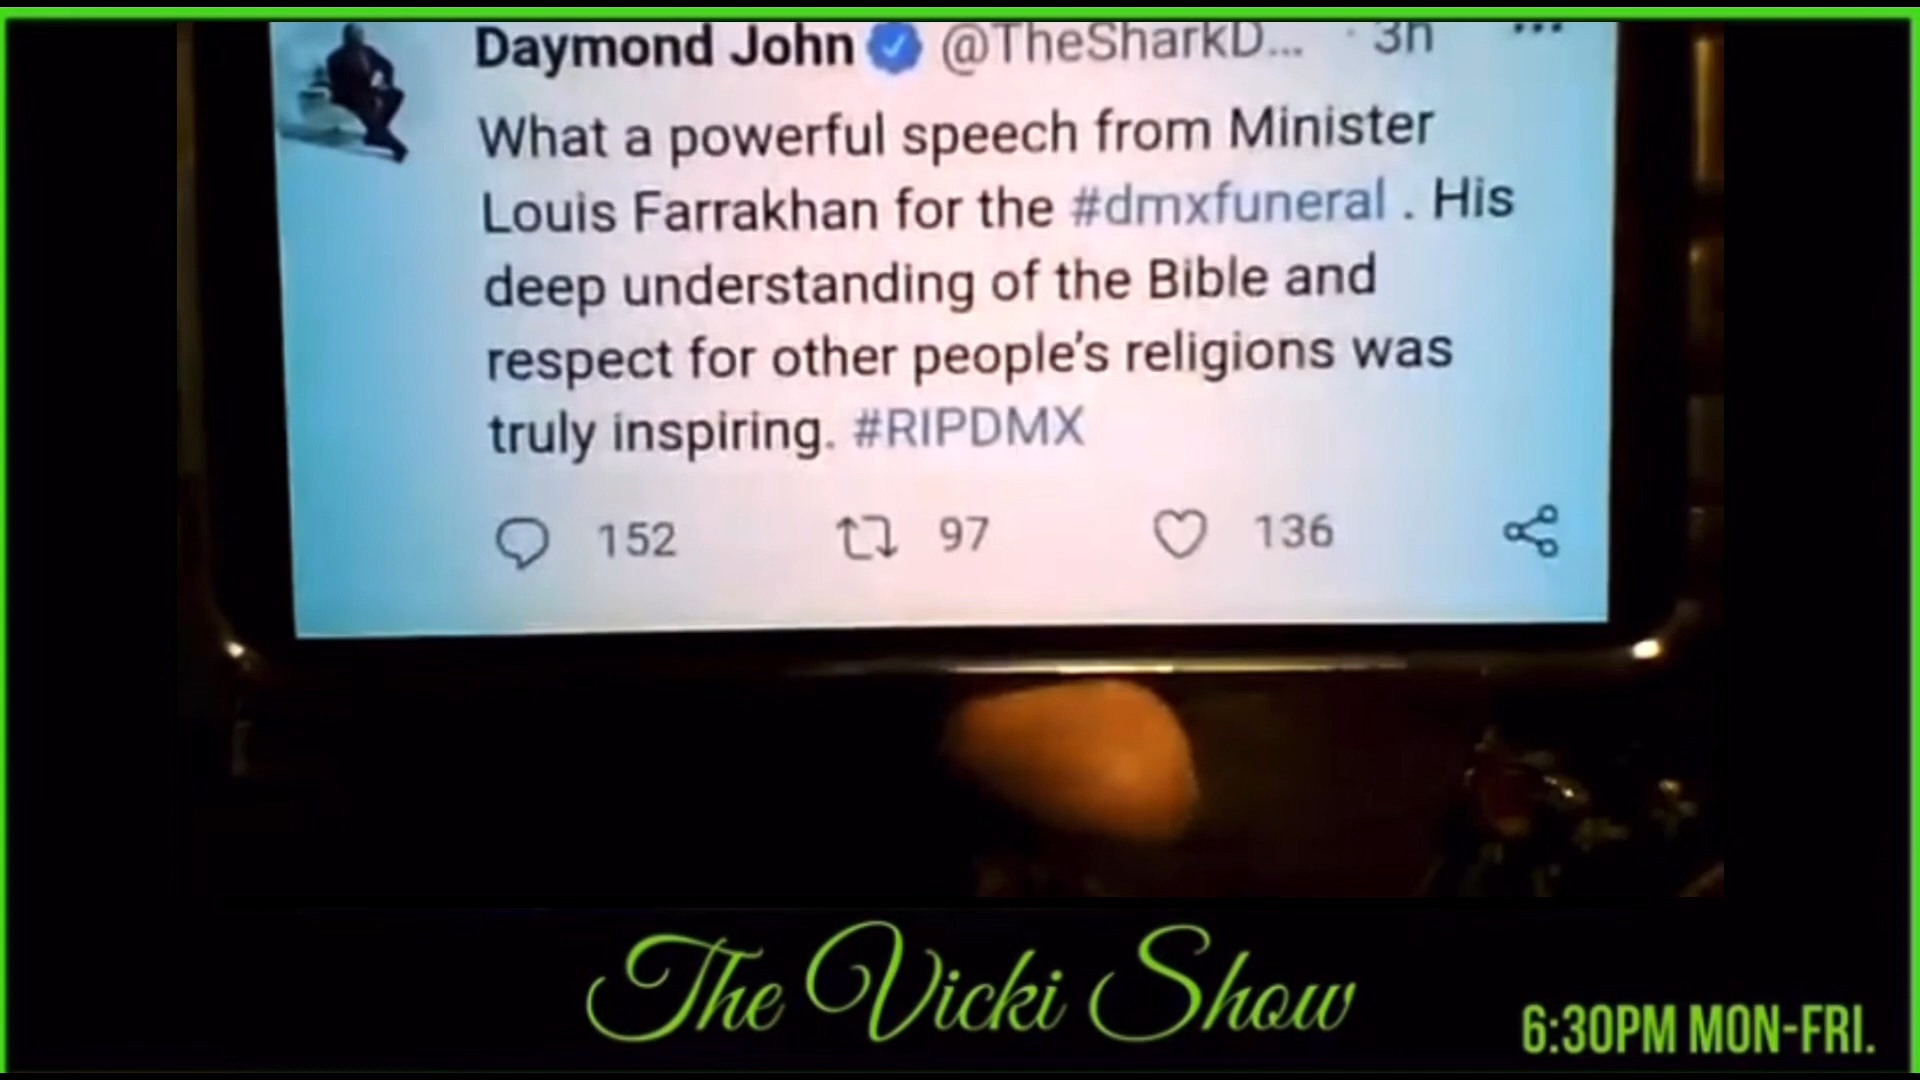 Daymond John @TheSharkD... · 3h ...
What a powerful speech from Minister
Louis Farrakhan for the #dmxfuneral . His
deep understanding of the Bible and
respect for other people's religions was
truly inspiring. #RIPDMX
152 97 136
The Vicki Show
6:30PM MON-FRI.